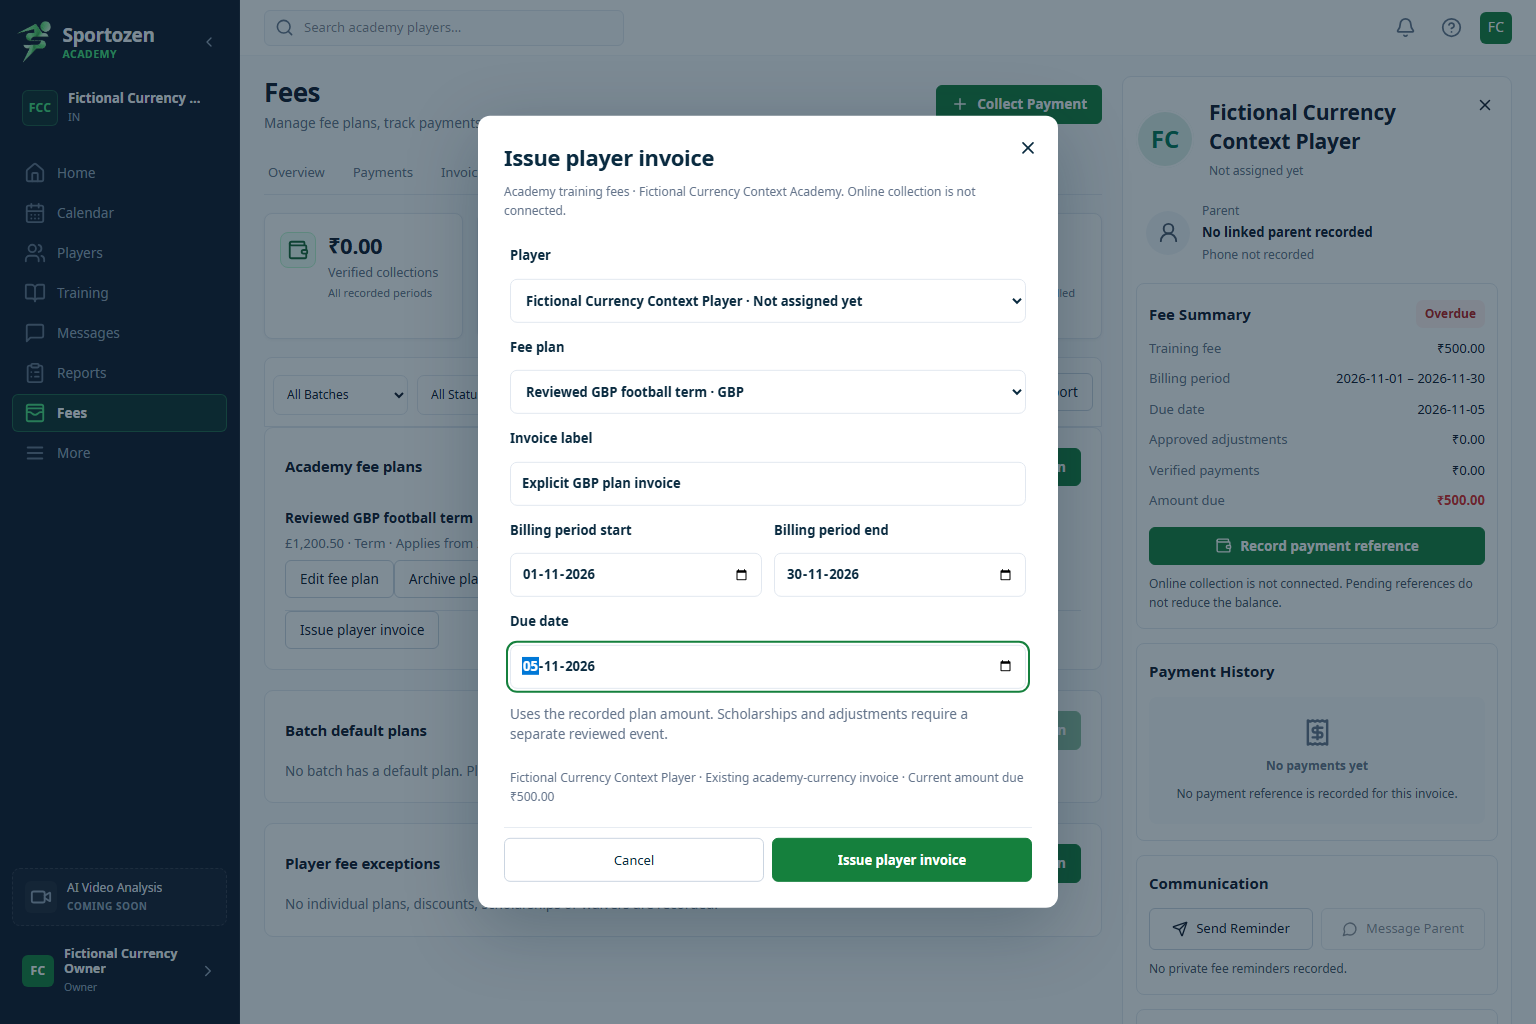 Sportozen
ACADEMY
FCC
Fictional Currency ...
IN
Home
Calendar
Players
Training
Messages
Reports
Fees
More
AI Video Analysis
COMING SOON
FC
Fictional Currency
Owner
Owner
Search academy players...
FC
Fees
Manage fee plans, track payments
Collect Payment
Overview
Payments
₹0.00
Verified collections
All recorded periods
All Batches
Academy fee plans
Reviewed GBP football term
£1,200.50 · Term · Applies from
Edit fee plan
Issue player invoice
Batch default plans
No batch has a default plan.
Player fee exceptions
No individual plans, discounts,
Issue player invoice
Academy training fees · Fictional Currency Context Academy. Online collection is not
connected.
Player
Fictional Currency Context Player · Not assigned yet
Fee plan
Reviewed GBP football term · GBP
Invoice label
Explicit GBP plan invoice
Billing period start
Billing period end
01-11-2026
30-11-2026
Due date
05-11-2026
Uses the recorded plan amount. Scholarships and adjustments require a
separate reviewed event.
Fictional Currency Context Player · Existing academy-currency invoice · Current amount due
₹500.00
Cancel
Issue player invoice
FC
Fictional Currency
Context Player
Not assigned yet
Parent
No linked parent recorded
Phone not recorded
Fee Summary
Overdue
Training fee ₹500.00
Billing period 2026-11-01 – 2026-11-30
Due date 2026-11-05
Approved adjustments ₹0.00
Verified payments ₹0.00
Amount due ₹500.00
Record payment reference
Online collection is not connected. Pending references do
not reduce the balance.
Payment History
No payments yet
No payment reference is recorded for this invoice.
Communication
Send Reminder
Message Parent
No private fee reminders recorded.